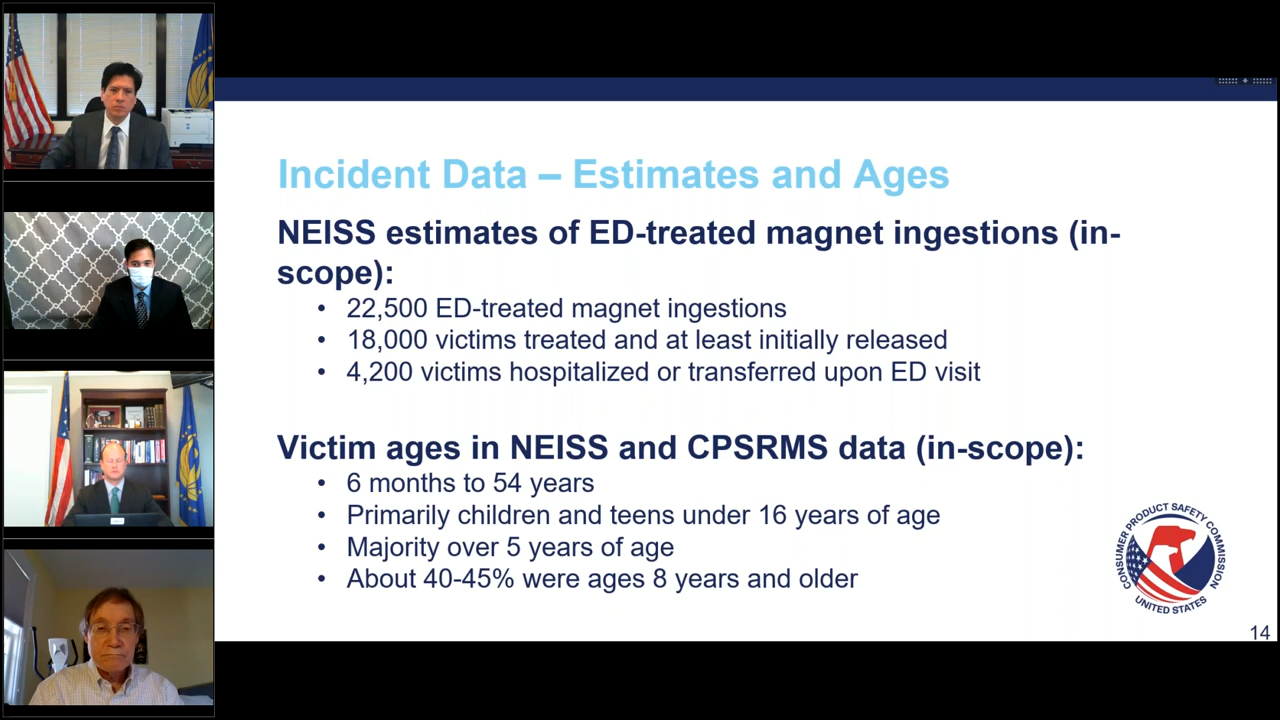 Incident Data – Estimates and Ages
NEISS estimates of ED-treated magnet ingestions (in-
scope):
• 22,500 ED-treated magnet ingestions
• 18,000 victims treated and at least initially released
• 4,200 victims hospitalized or transferred upon ED visit
Victim ages in NEISS and CPSRMS data (in-scope):
• 6 months to 54 years
• Primarily children and teens under 16 years of age
• Majority over 5 years of age
• About 40-45% were ages 8 years and older
CONSUMER PRODUCT SAFETY COMMISSION
UNITED STATES
14